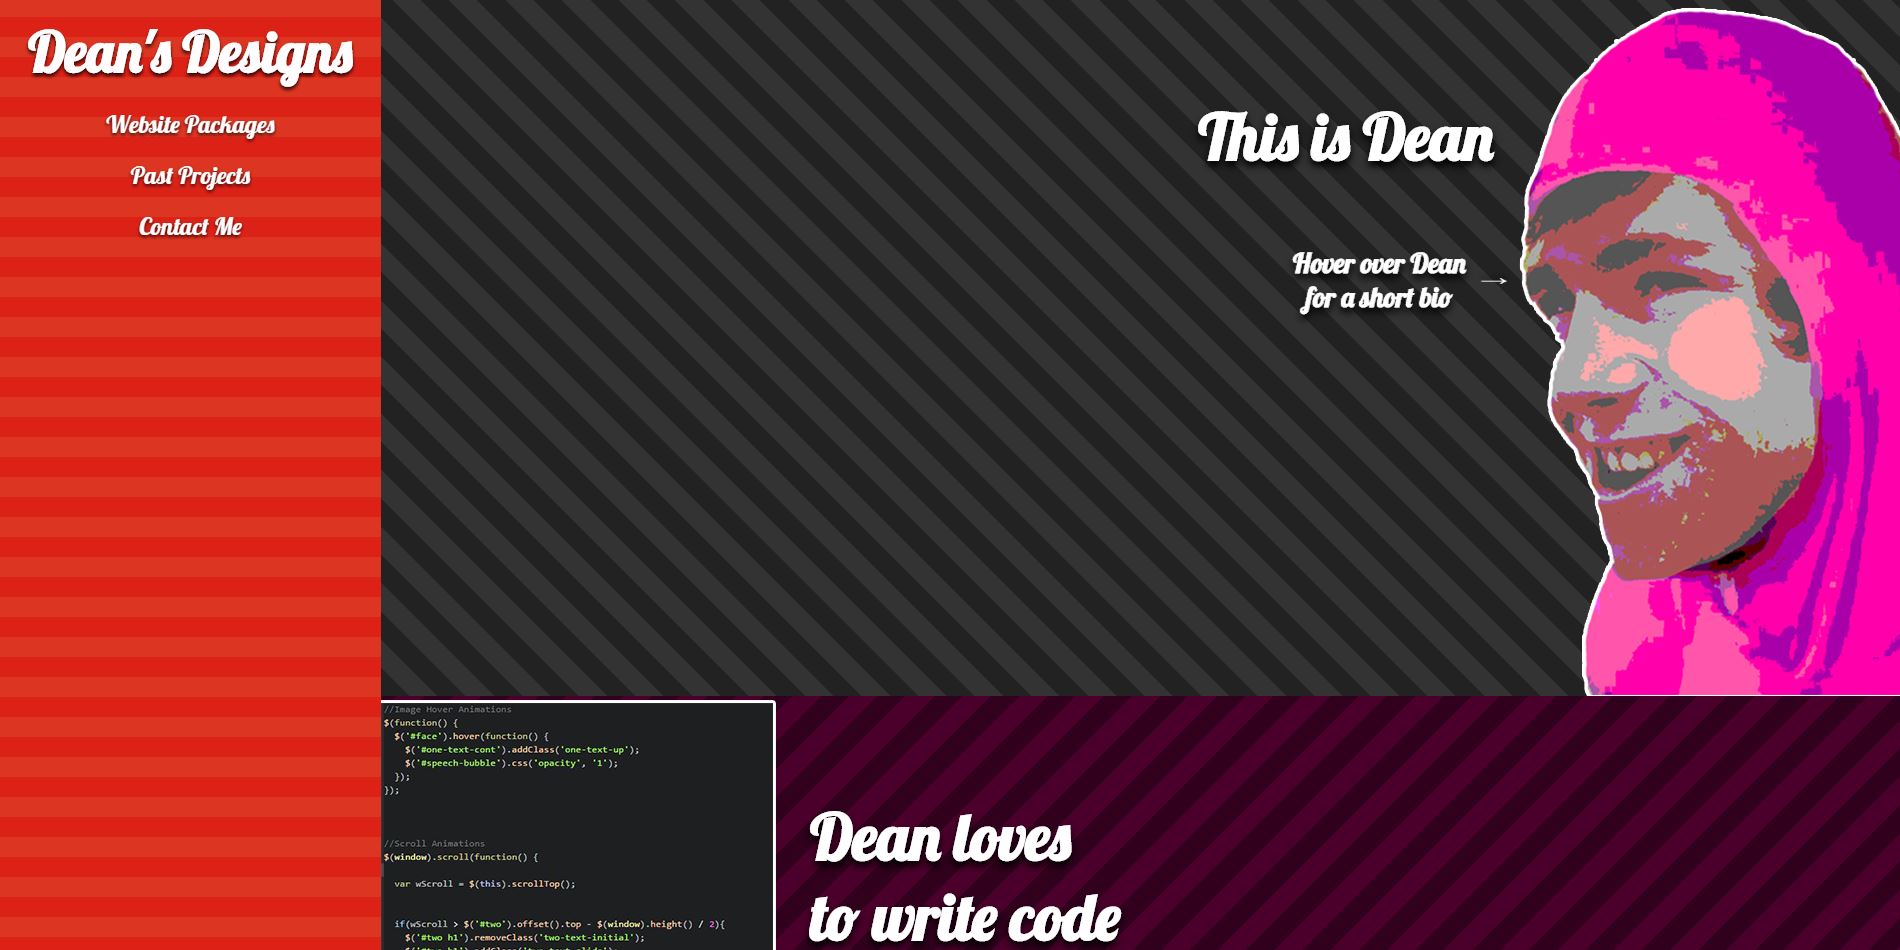 Dean's Designs
Website Packages
Past Projects
Contact Me
This is Dean
Hover over Dean
for a short bio
→
//Image Hover Animations
$(function() {
$('#face').hover(function() {
$('#one-text-cont').addClass('one-text-up');
$('#speech-bubble').css('opacity', '1');
});
});
//Scroll Animations
$(window).scroll(function() {
var wScroll = $(this).scrollTop();
if(wScroll > $('#two').offset().top - $(window).height() / 2){
$('#two h1').removeClass('two-text-initial');
Dean loves
to write code